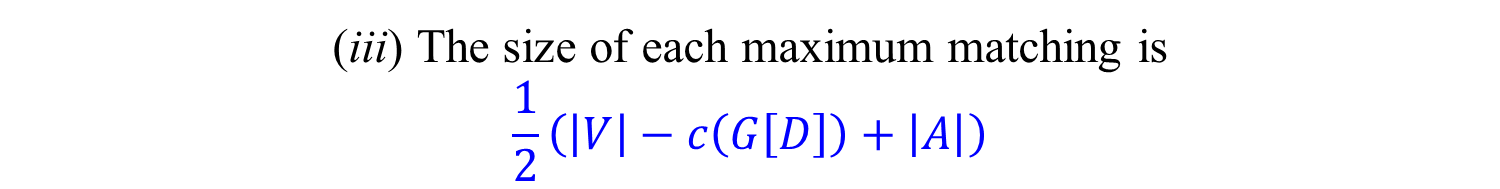 (iii) The size of each maximum matching is
1/2 (|V| − c(G[D]) + |A|)